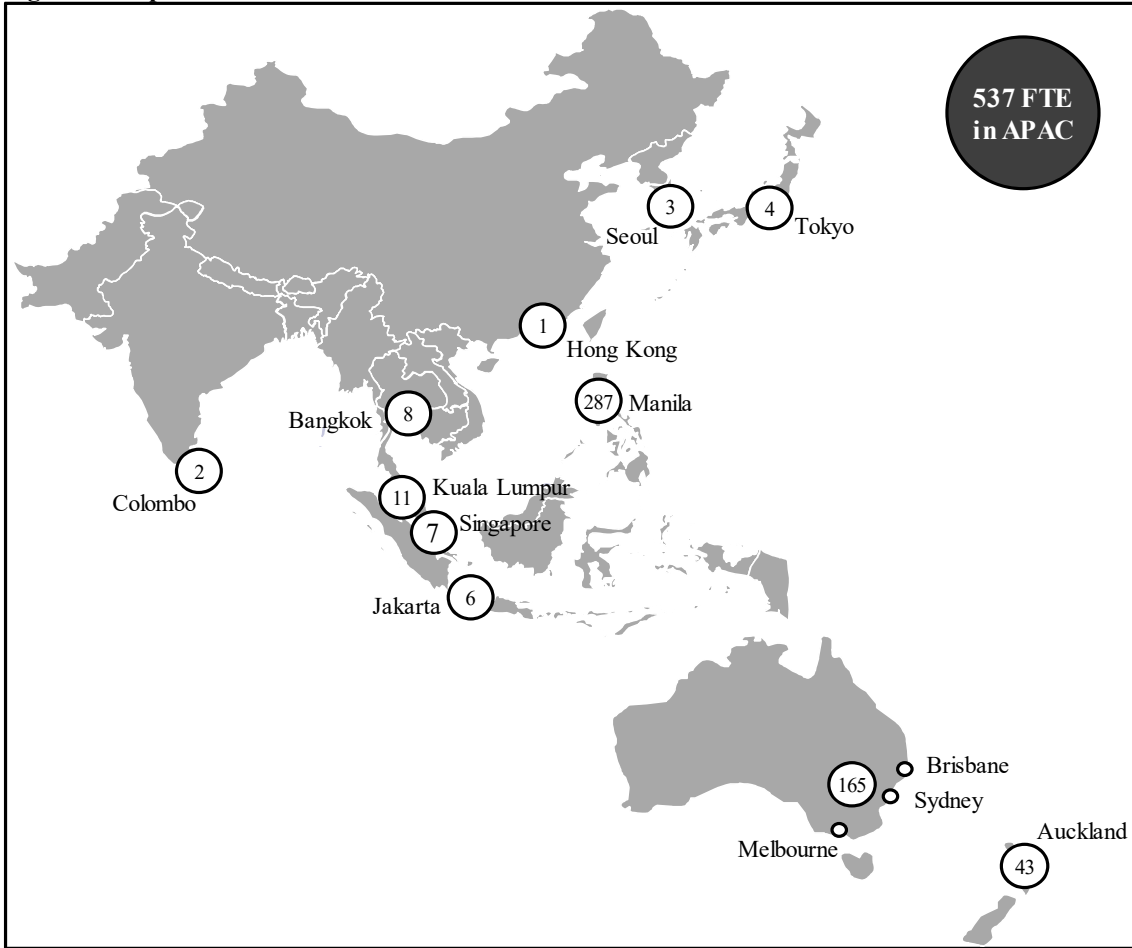 537 FTE
in APAC
3
Seoul
4
Tokyo
1
Hong Kong
287
Manila
Bangkok
8
2
Colombo
11
Kuala Lumpur
7
Singapore
Jakarta
6
165
Brisbane
Sydney
Melbourne
Auckland
43